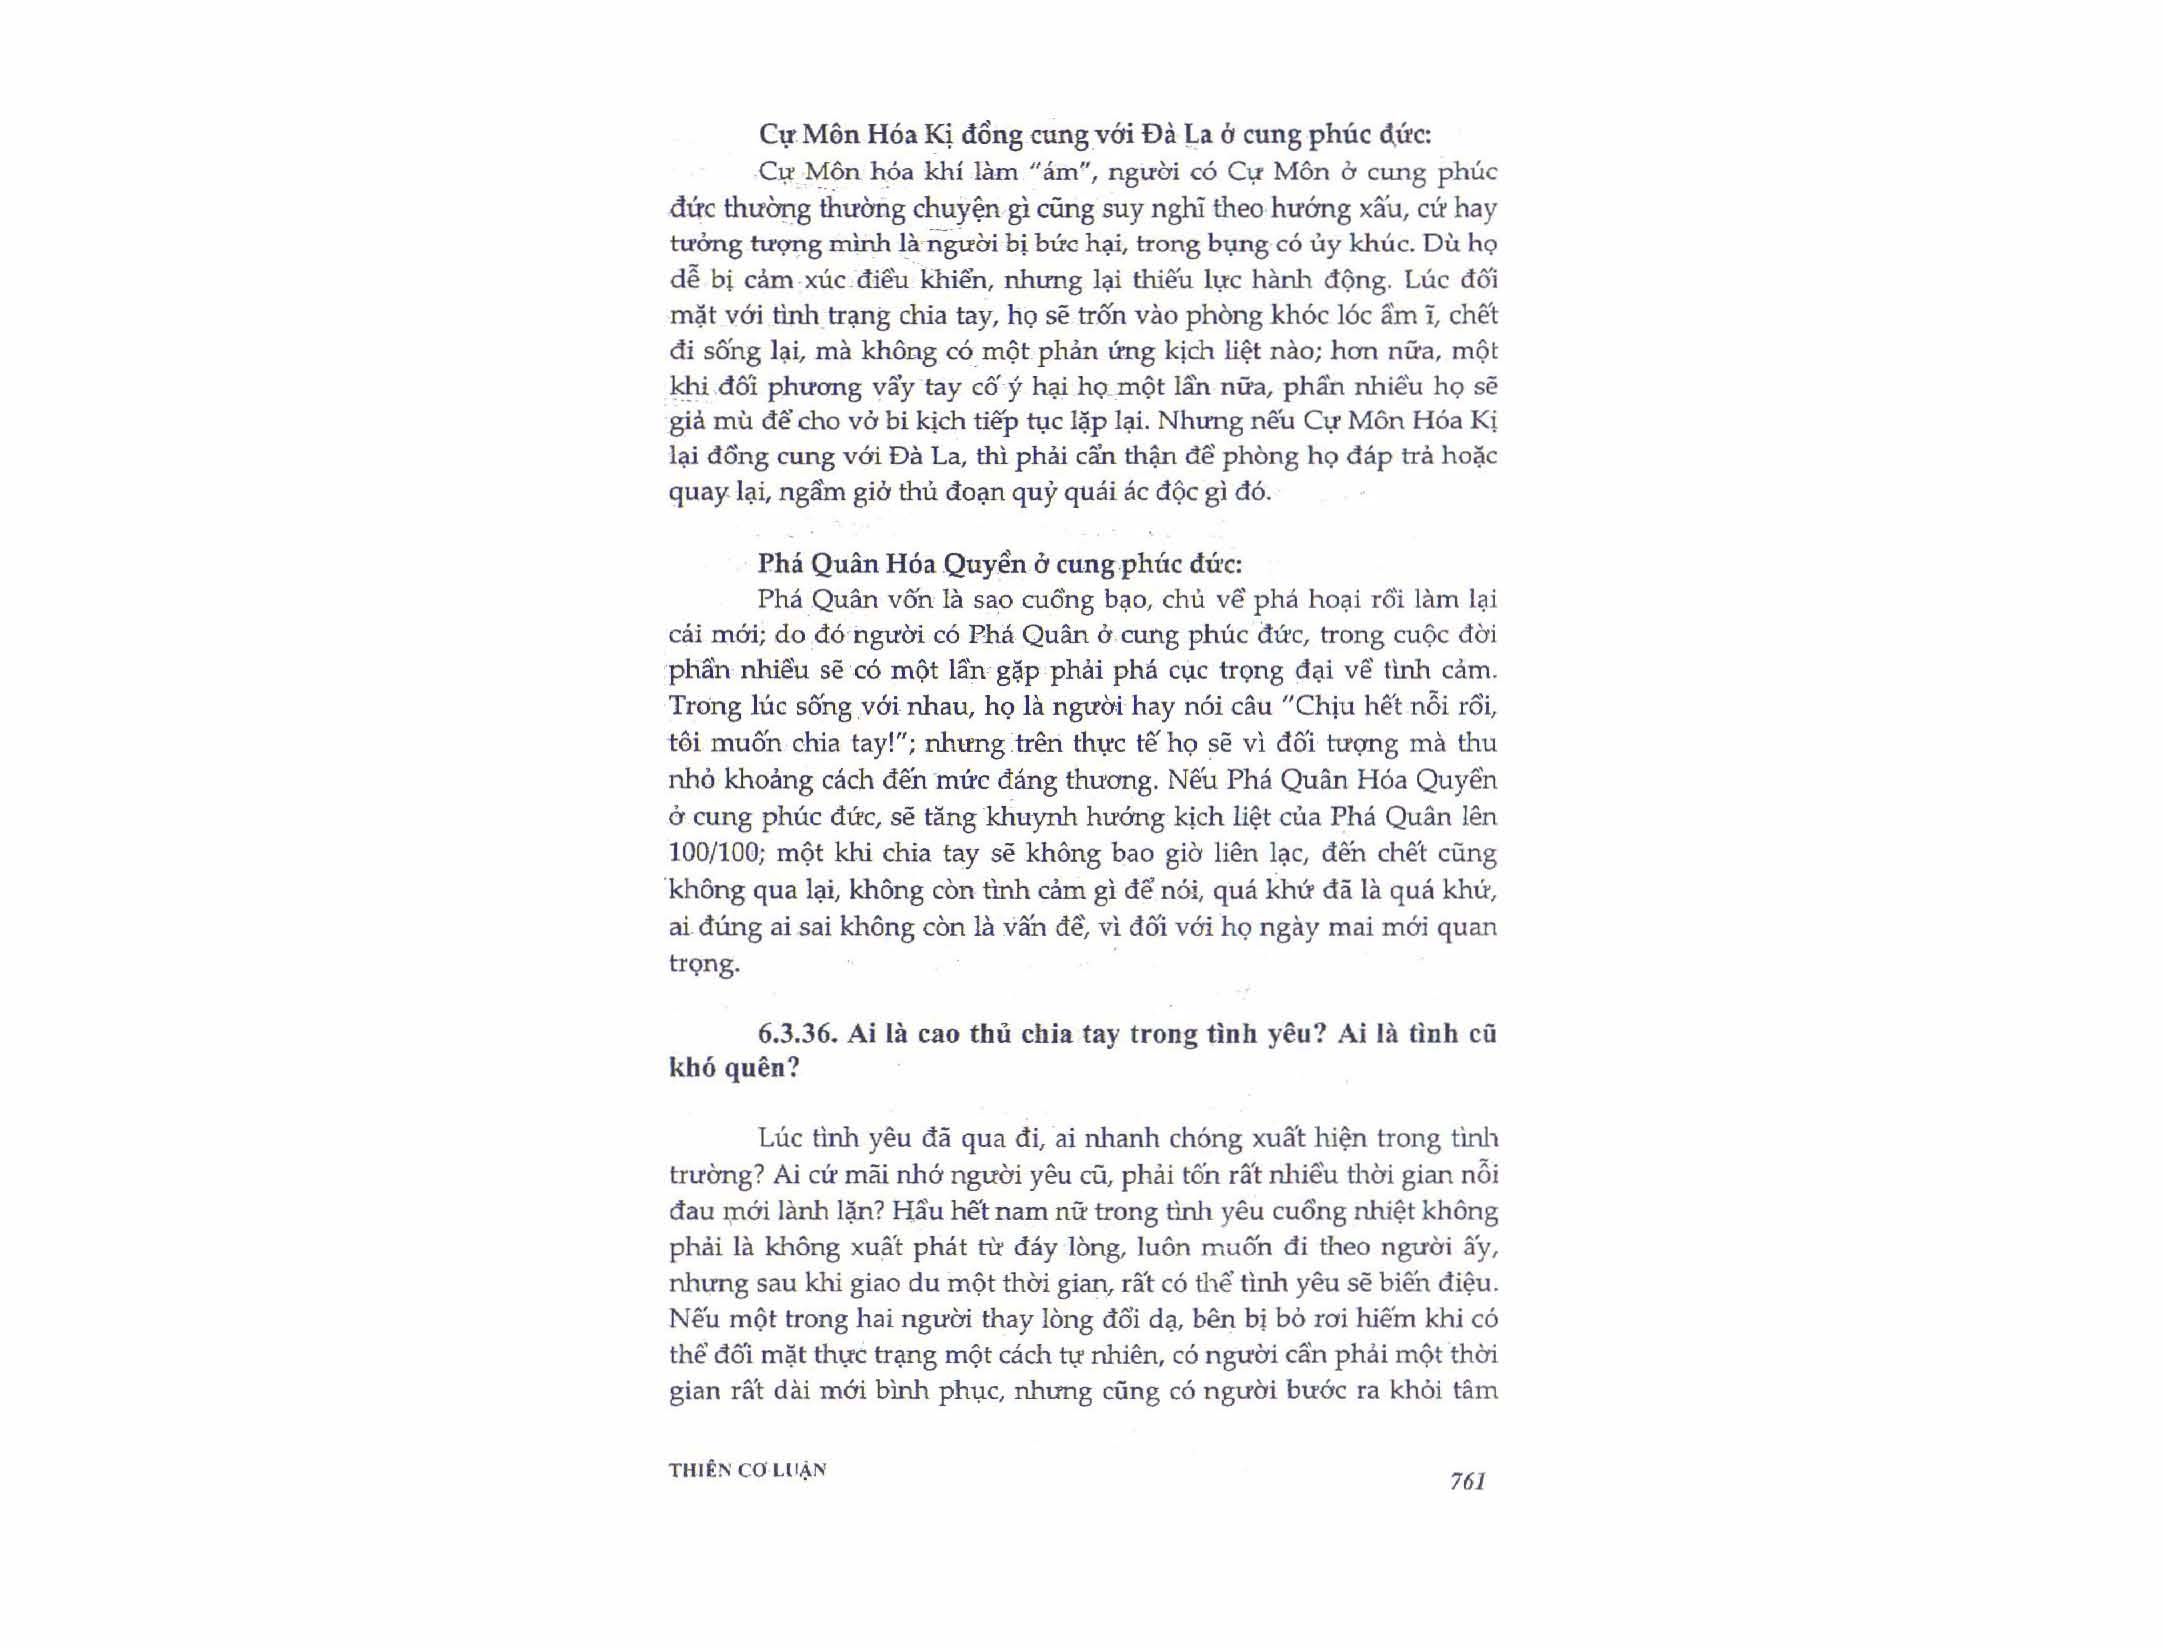 Cự Môn Hóa Kị đồng cung với Đà La ở cung phúc đức:
Cự Môn hóa khí làm "ám", người có Cự Môn ở cung phúc
đức thường thường chuyện gì cũng suy nghĩ theo hướng xấu, cứ hay
tưởng tượng mình là người bị bức hại, trong bụng có ủy khúc. Dù họ
dễ bị cảm xúc điều khiển, nhưng lại thiếu lực hành động. Lúc đối
mặt với tình trạng chia tay, họ sẽ trốn vào phòng khóc lóc ầm ĩ, chết
đi sống lại, mà không có một phản ứng kịch liệt nào; hơn nữa, một
khi đối phương vẩy tay cố ý hại họ một lần nữa, phần nhiều họ sẽ
giả mù để cho vở bi kịch tiếp tục lặp lại. Nhưng nếu Cự Môn Hóa Kị
lại đồng cung với Đà La, thì phải cẩn thận đề phòng họ đáp trả hoặc
quay lại, ngầm giở thủ đoạn quỷ quái ác độc gì đó.
Phá Quân Hóa Quyền ở cung phúc đức:
Phá Quân vốn là sao cuồng bạo, chủ về phá hoại rồi làm lại
cái mới; do đó người có Phá Quân ở cung phúc đức, trong cuộc đời
phần nhiều sẽ có một lần gặp phải phá cục trọng đại về tình cảm.
Trong lúc sống với nhau, họ là người hay nói câu "Chịu hết nỗi rồi,
tôi muốn chia tay!"; nhưng trên thực tế họ sẽ vì đối tượng mà thu
nhỏ khoảng cách đến mức đáng thương. Nếu Phá Quân Hóa Quyền
ở cung phúc đức, sẽ tăng khuynh hướng kịch liệt của Phá Quân lên
100/100; một khi chia tay sẽ không bao giờ liên lạc, đến chết cũng
không qua lại, không còn tình cảm gì để nói, quá khứ đã là quá khứ,
ai đúng ai sai không còn là vấn đề, vì đối với họ ngày mai mới quan
trọng.
6.3.36. Ai là cao thủ chia tay trong tình yêu? Ai là tình cũ
khó quên?
Lúc tình yêu đã qua đi, ai nhanh chóng xuất hiện trong tình
trường? Ai cứ mãi nhớ người yêu cũ, phải tốn rất nhiều thời gian nỗi
đau mới lành lặn? Hầu hết nam nữ trong tình yêu cuồng nhiệt không
phải là không xuất phát từ đáy lòng, luôn muốn đi theo người ấy,
nhưng sau khi giao du một thời gian, rất có thể tình yêu sẽ biến điệu.
Nếu một trong hai người thay lòng đổi dạ, bên bị bỏ rơi hiếm khi có
thể đối mặt thực trạng một cách tự nhiên, có người cần phải một thời
gian rất dài mới bình phục, nhưng cũng có người bước ra khỏi tâm
THIÊN CƠ LUẬN
761